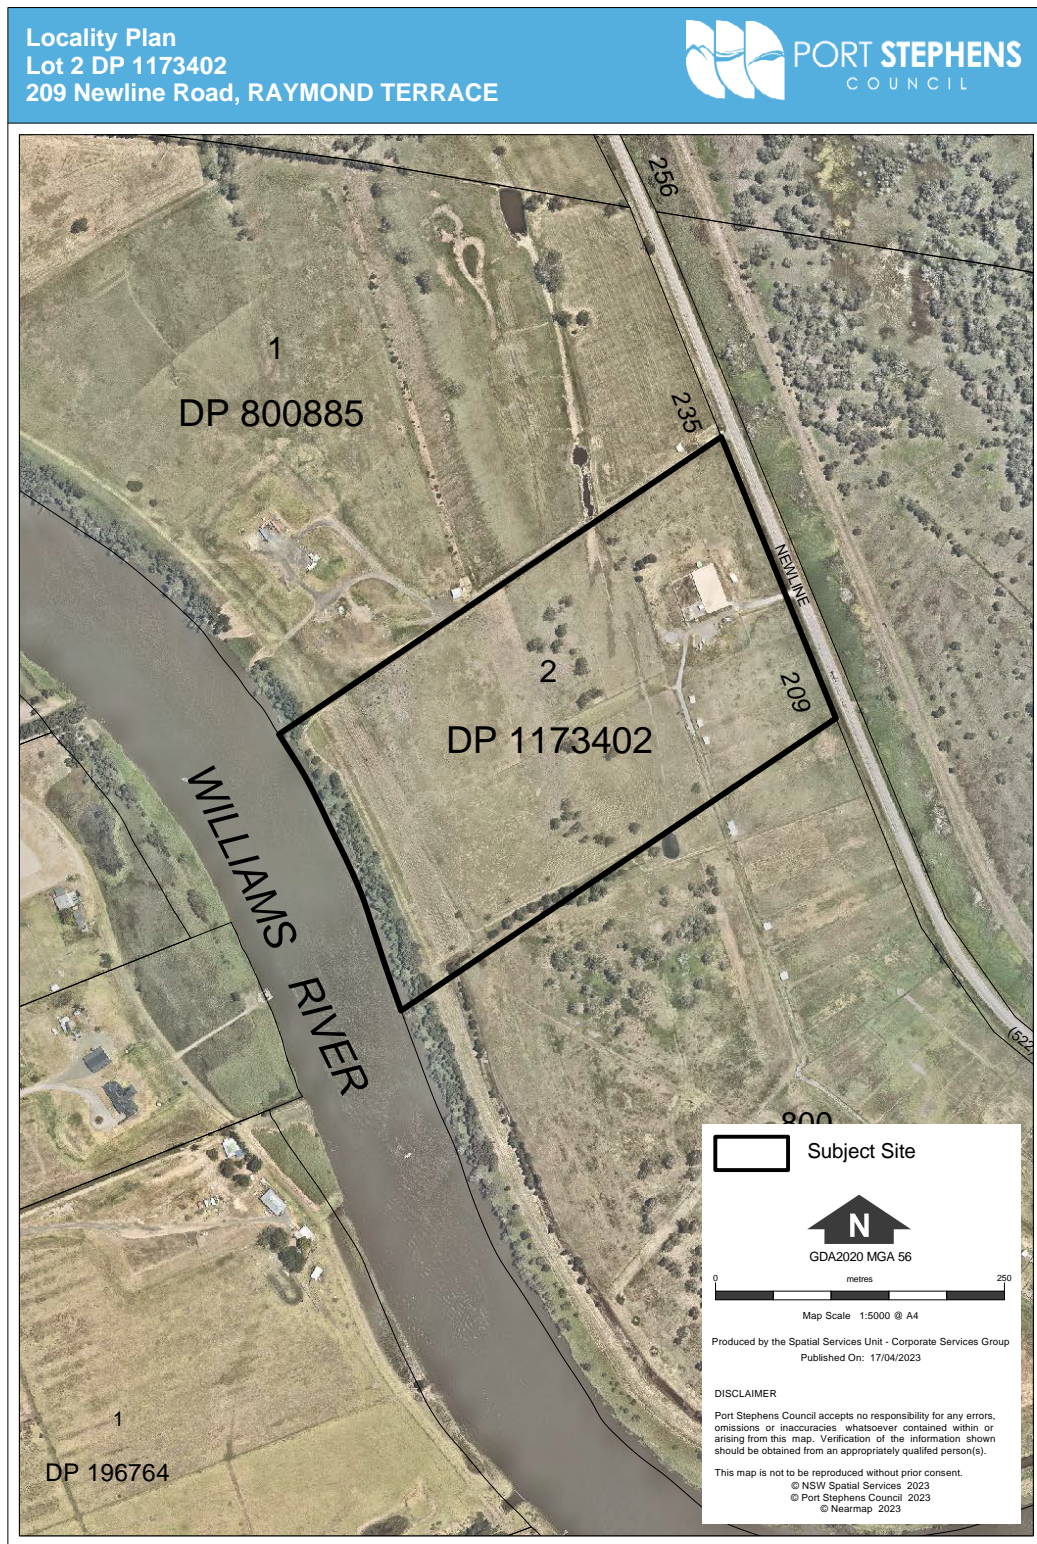 Locality Plan
Lot 2 DP 1173402
209 Newline Road, RAYMOND TERRACE
PORT STEPHENS
COUNCIL
256
1
DP 800885
235
NEWLINE
2
209
DP 1173402
WILLIAMS RIVER
(522)
800
1
DP 196764
Subject Site
N
GDA2020 MGA 56
0 metres 250
Map Scale 1:5000 @ A4
Produced by the Spatial Services Unit - Corporate Services Group
Published On: 17/04/2023
DISCLAIMER
Port Stephens Council accepts no responsibility for any errors,
omissions or inaccuracies whatsoever contained within or
arising from this map. Verification of the information shown
should be obtained from an appropriately qualifed person(s).
This map is not to be reproduced without prior consent.
© NSW Spatial Services 2023
© Port Stephens Council 2023
© Nearmap 2023